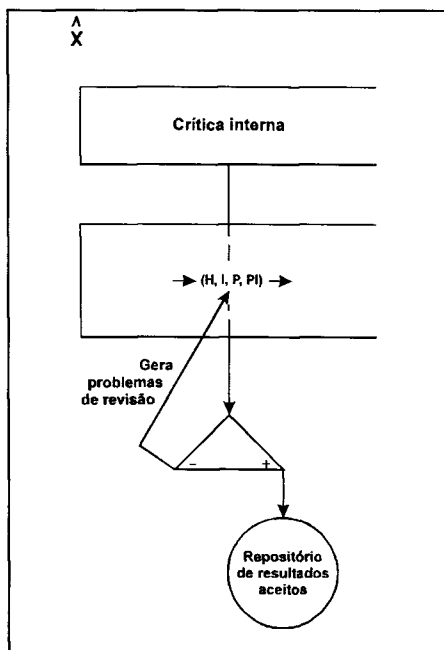 X̂
Crítica interna
(H, I, P, PI)
Gera
problemas
de revisão
- +
Repositório
de resultados
aceitos